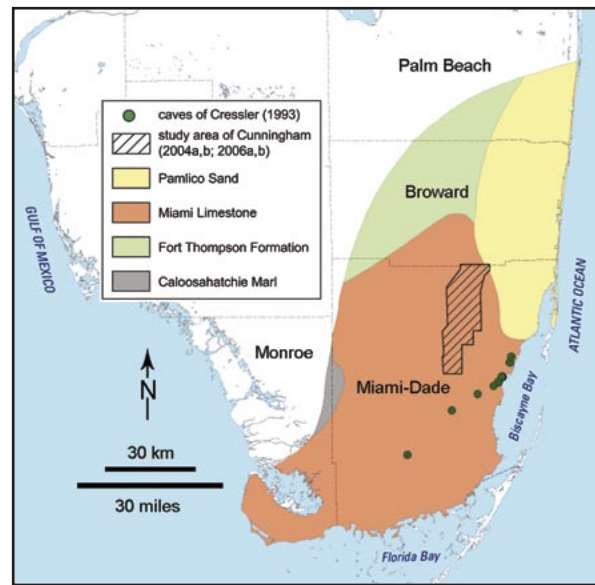 Palm Beach
caves of Cressler (1993)
study area of Cunningham
(2004a,b; 2006a,b)
Pamlico Sand
Miami Limestone
Fort Thompson Formation
Caloosahatchie Marl
Broward
GULF OF MEXICO
ATLANTIC OCEAN
Monroe
Miami-Dade
Biscayne Bay
N
30 km
30 miles
Florida Bay